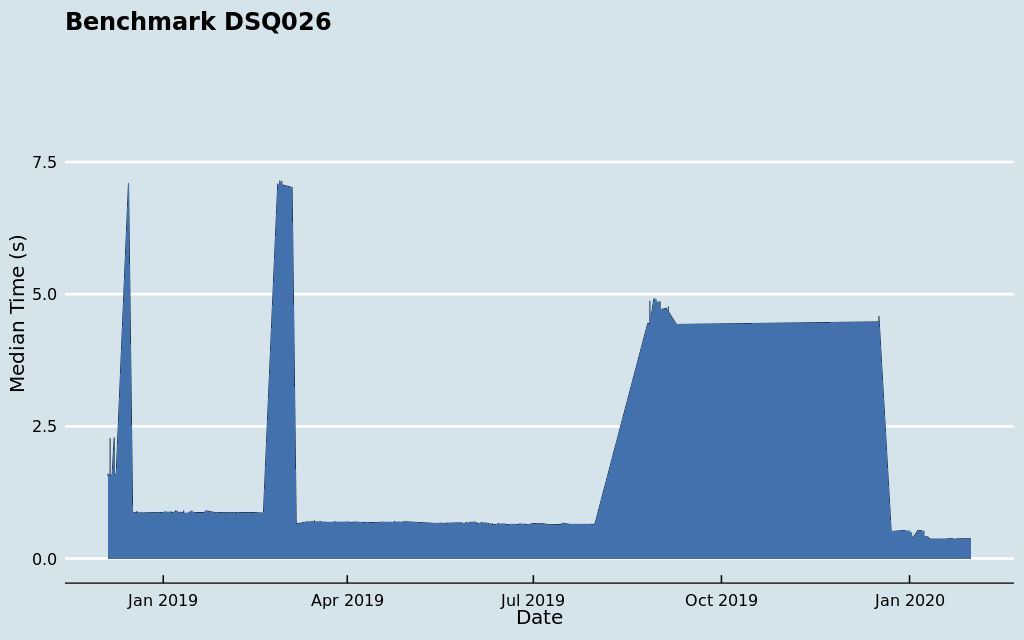 Benchmark DSQ026
Median Time (s)
7.5
5.0
2.5
0.0
Jan 2019 Apr 2019 Jul 2019 Oct 2019 Jan 2020
Date